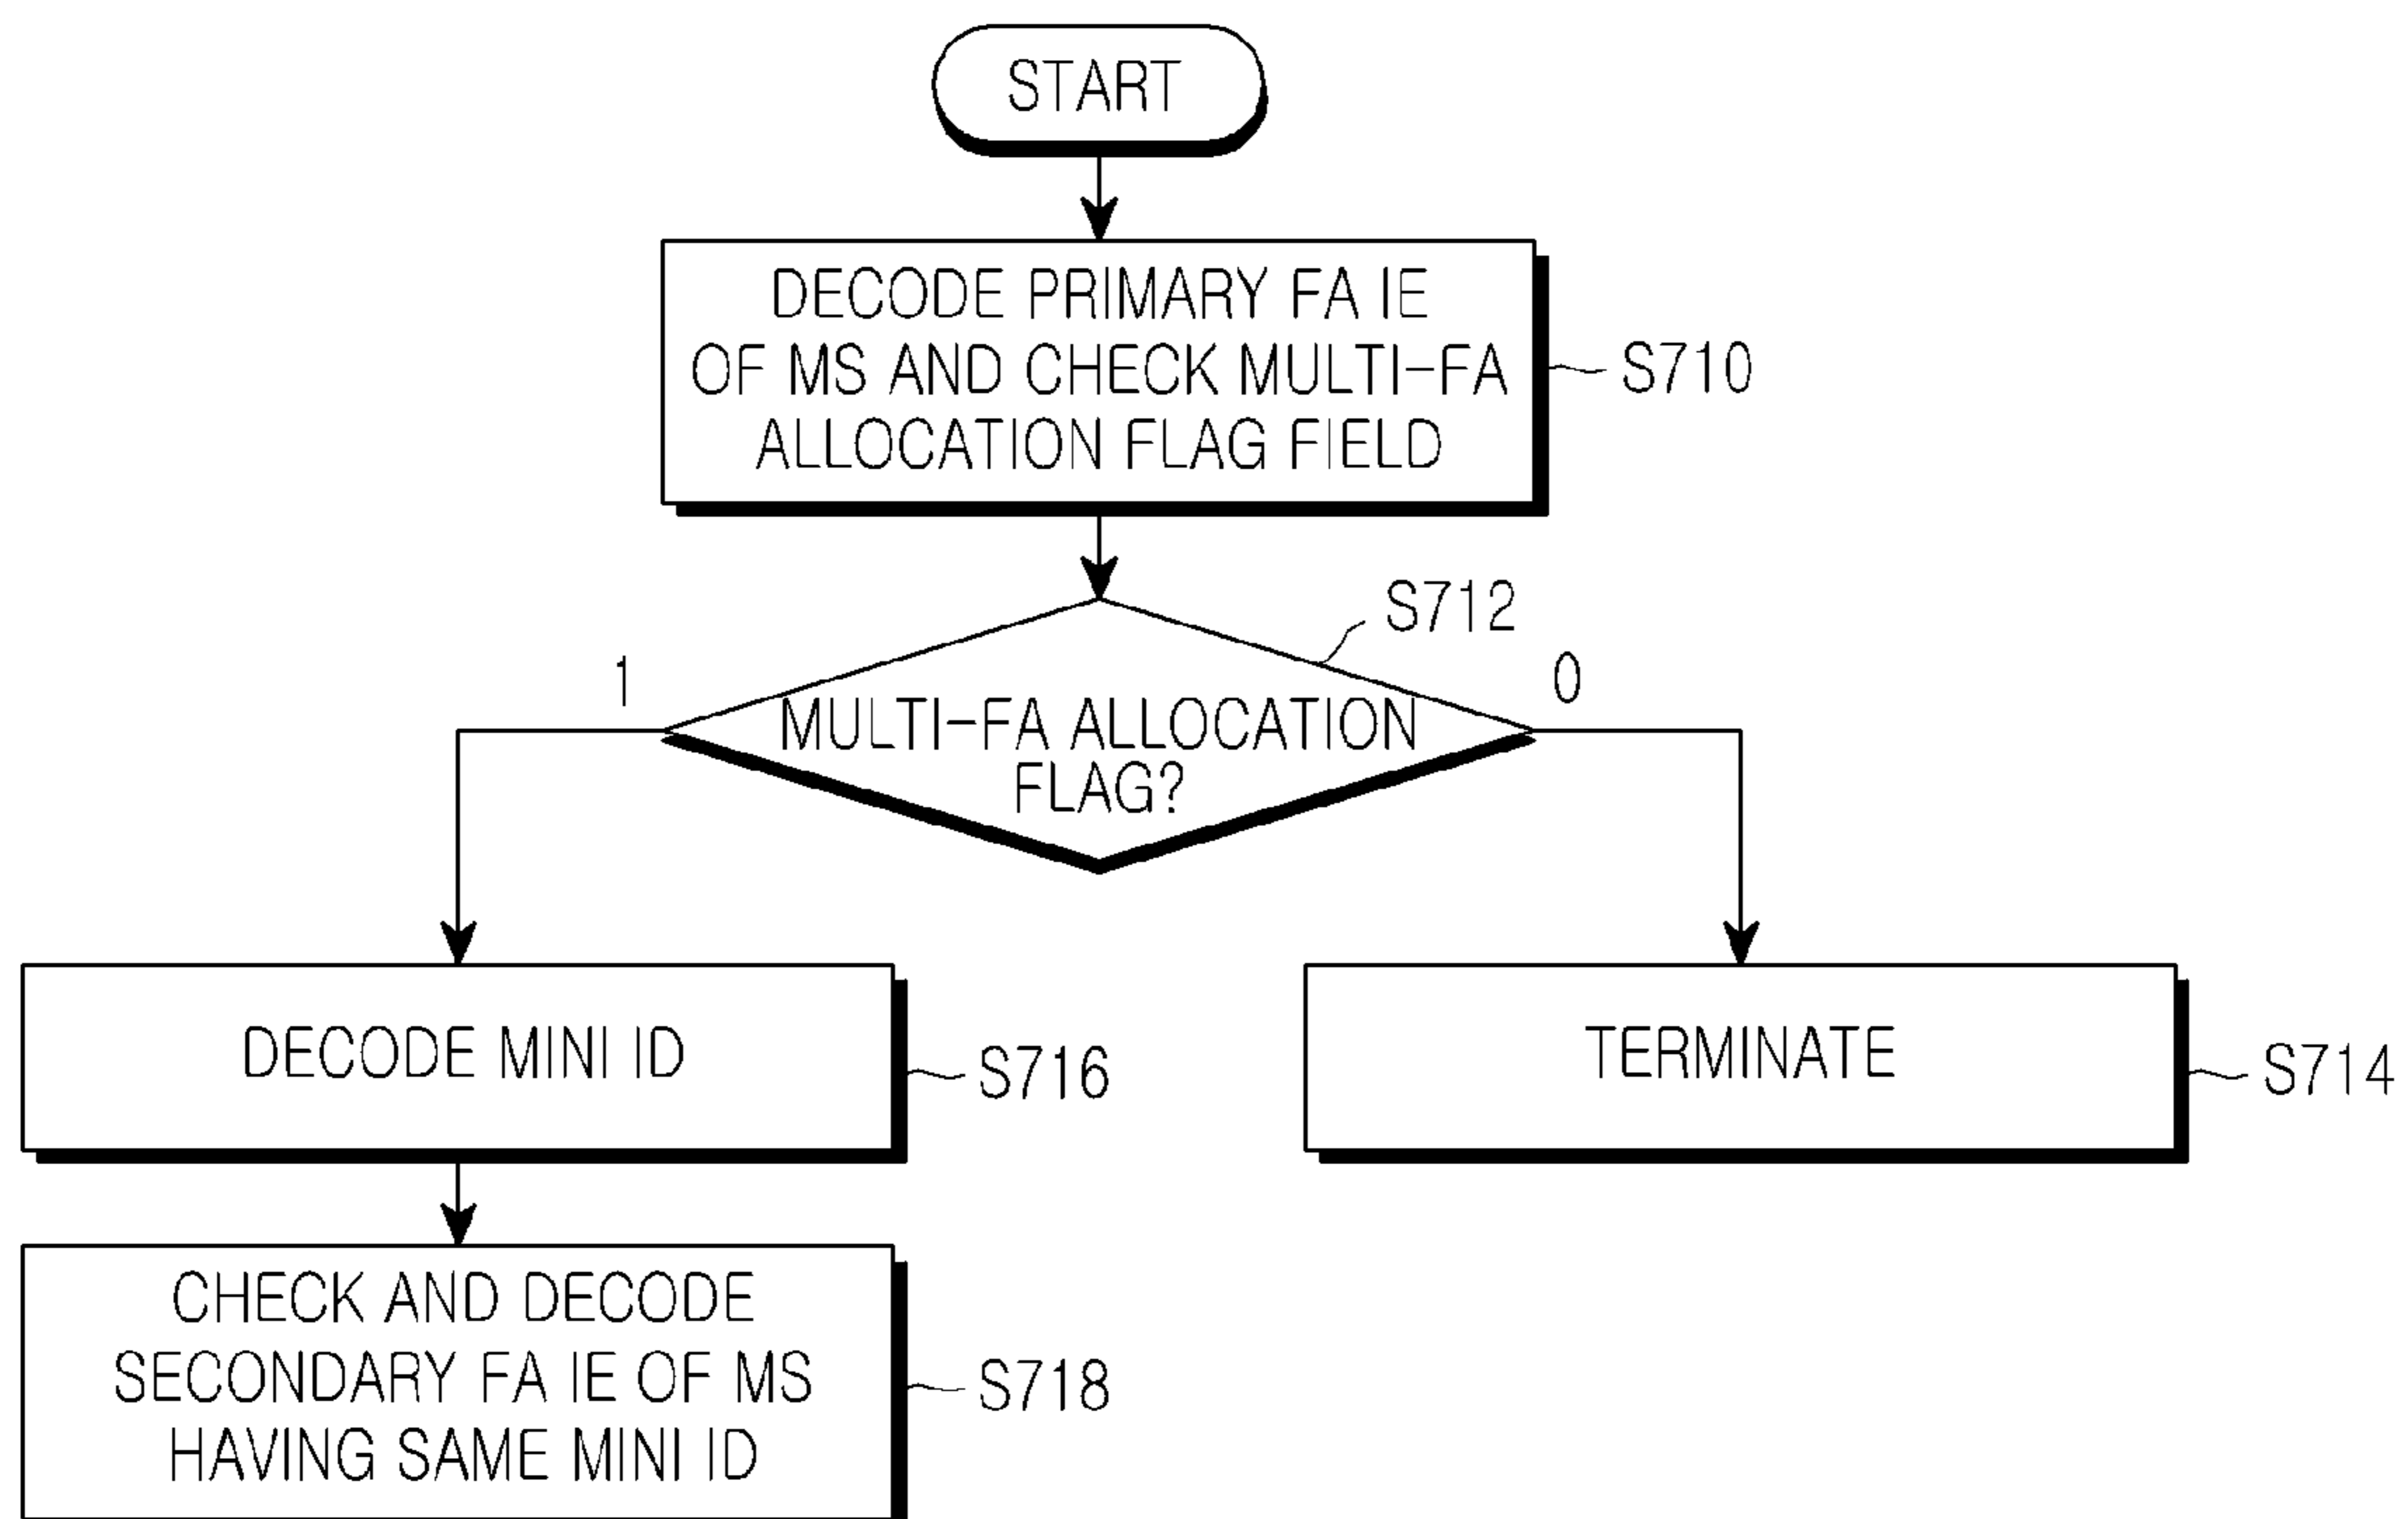 START
DECODE PRIMARY FA IE
OF MS AND CHECK MULTI-FA
ALLOCATION FLAG FIELD
S710
S712
1
0
MULTI-FA ALLOCATION
FLAG?
DECODE MINI ID
S716
TERMINATE
S714
CHECK AND DECODE
SECONDARY FA IE OF MS
HAVING SAME MINI ID
S718